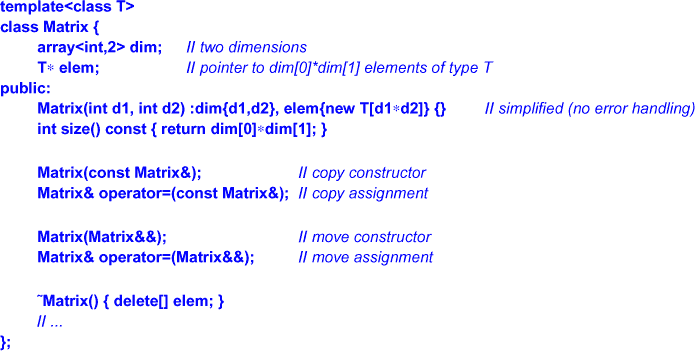 template<class T>
class Matrix {
array<int,2> dim; // two dimensions
T∗ elem; // pointer to dim[0]*dim[1] elements of type T
public:
Matrix(int d1, int d2) :dim{d1,d2}, elem{new T[d1∗d2]} {} // simplified (no error handling)
int size() const { return dim[0]∗dim[1]; }
Matrix(const Matrix&); // copy constructor
Matrix& operator=(const Matrix&); // copy assignment
Matrix(Matrix&&); // move constructor
Matrix& operator=(Matrix&&); // move assignment
~Matrix() { delete[] elem; }
// ...
};